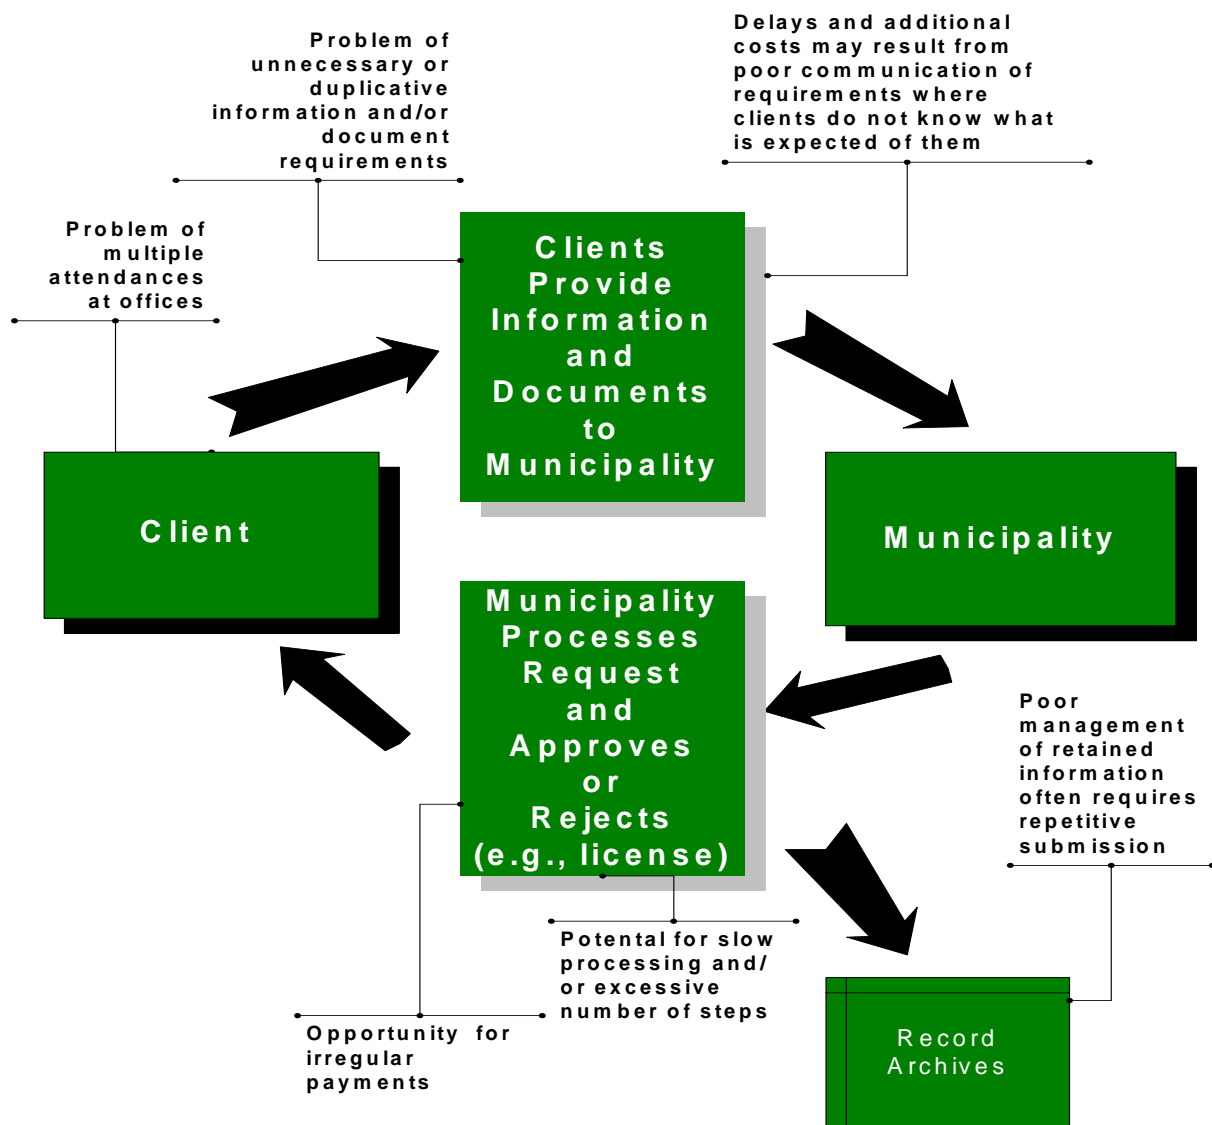 Problem of
unnecessary or
duplicative
information and/or
document
requirements
Delays and additional
costs may result from
poor communication of
requirements where
clients do not know what
is expected of them
Problem of
multiple
attendances
at offices
Clients
Provide
Information
and
Documents
to
Municipality
Client
Municipality
Municipality
Processes
Request
and
Approves
or
Rejects
(e.g., license)
Poor
management
of retained
information
often requires
repetitive
submission
Potental for slow
processing and/
or excessive
number of steps
Opportunity for
irregular
payments
Record
Archives